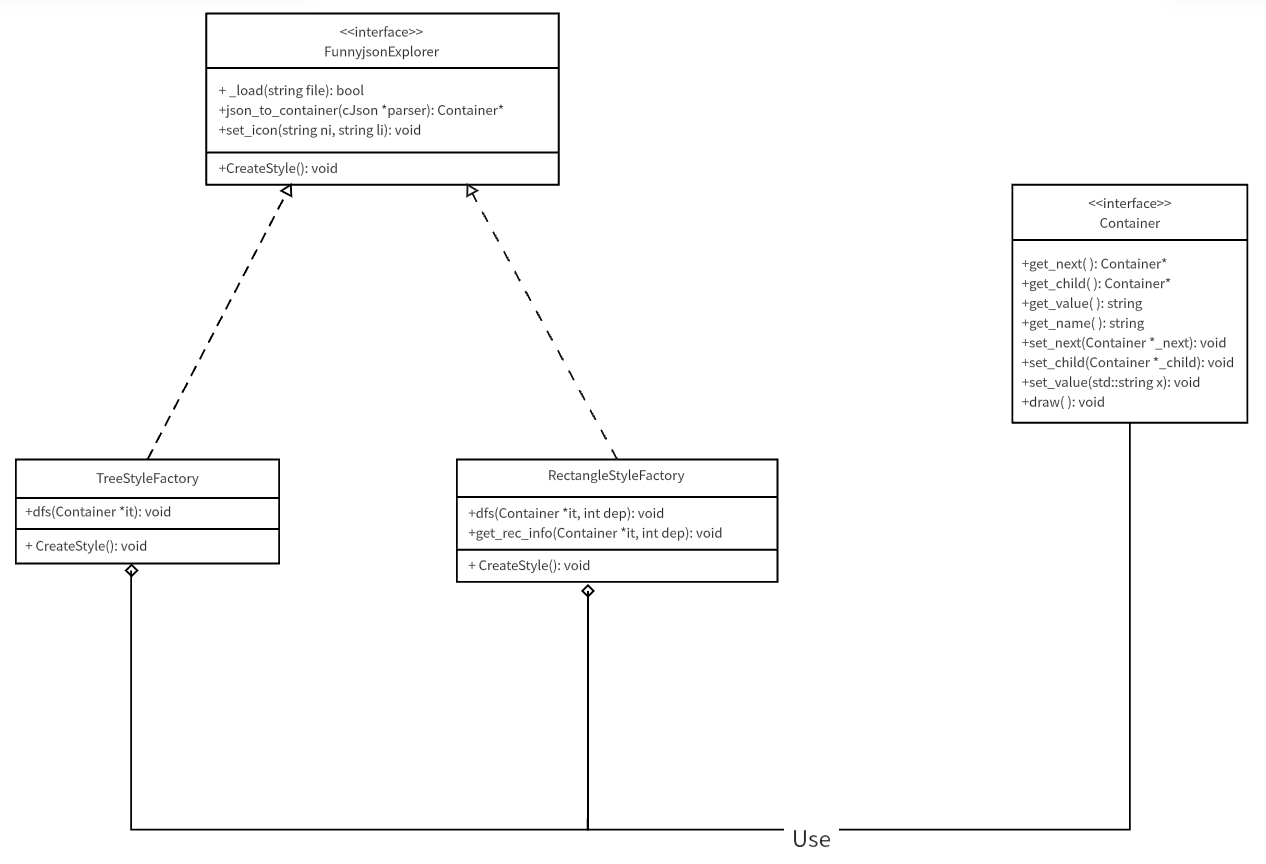 <<interface>>
FunnyjsonExplorer
+ _load(string file): bool
+json_to_container(cJson *parser): Container*
+set_icon(string ni, string li): void
+CreateStyle(): void
<<interface>>
Container
+get_next( ): Container*
+get_child( ): Container*
+get_value( ): string
+get_name( ): string
+set_next(Container *_next): void
+set_child(Container *_child): void
+set_value(std::string x): void
+draw( ): void
TreeStyleFactory
+dfs(Container *it): void
+ CreateStyle(): void
RectangleStyleFactory
+dfs(Container *it, int dep): void
+get_rec_info(Container *it, int dep): void
+ CreateStyle(): void
Use